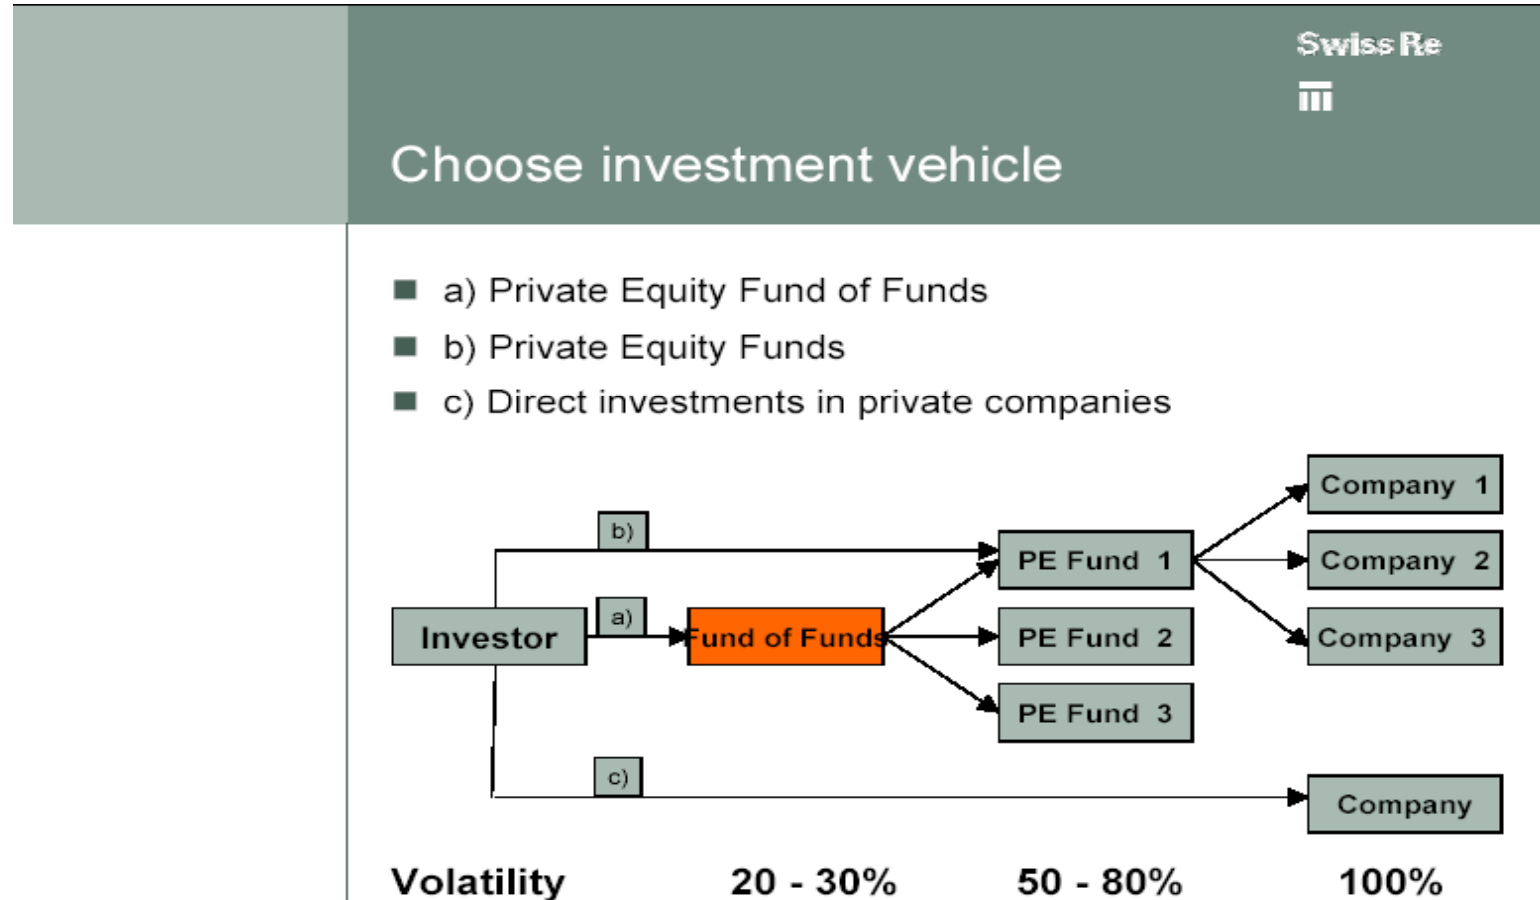 Swiss Re
Choose investment vehicle
a) Private Equity Fund of Funds
b) Private Equity Funds
c) Direct investments in private companies
Company 1
b)
PE Fund 1
Company 2
a)
Investor
Fund of Funds
PE Fund 2
Company 3
PE Fund 3
c)
Company
Volatility 20 - 30% 50 - 80% 100%